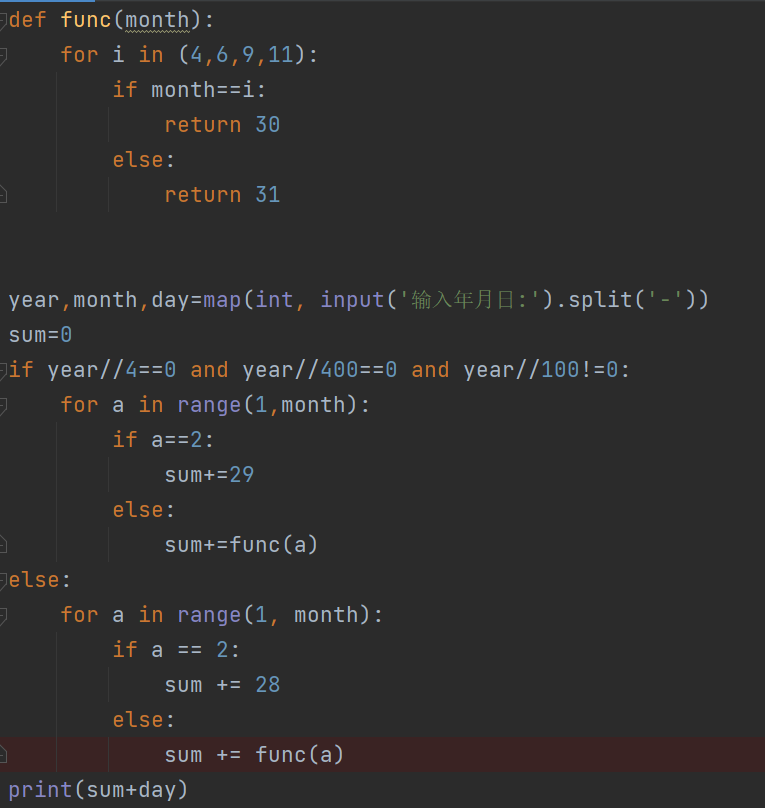 def func(month):
    for i in (4,6,9,11):
        if month==i:
            return 30
        else:
            return 31
year,month,day=map(int, input('输入年月日:').split('-'))
sum=0
if year//4==0 and year//400==0 and year//100!=0:
    for a in range(1,month):
        if a==2:
            sum+=29
        else:
            sum+=func(a)
else:
    for a in range(1, month):
        if a == 2:
            sum += 28
        else:
            sum += func(a)
print(sum+day)